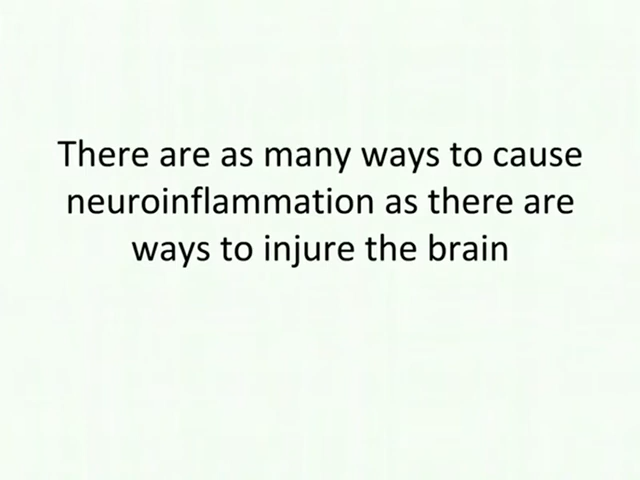 There are as many ways to cause
neuroinflammation as there are
ways to injure the brain